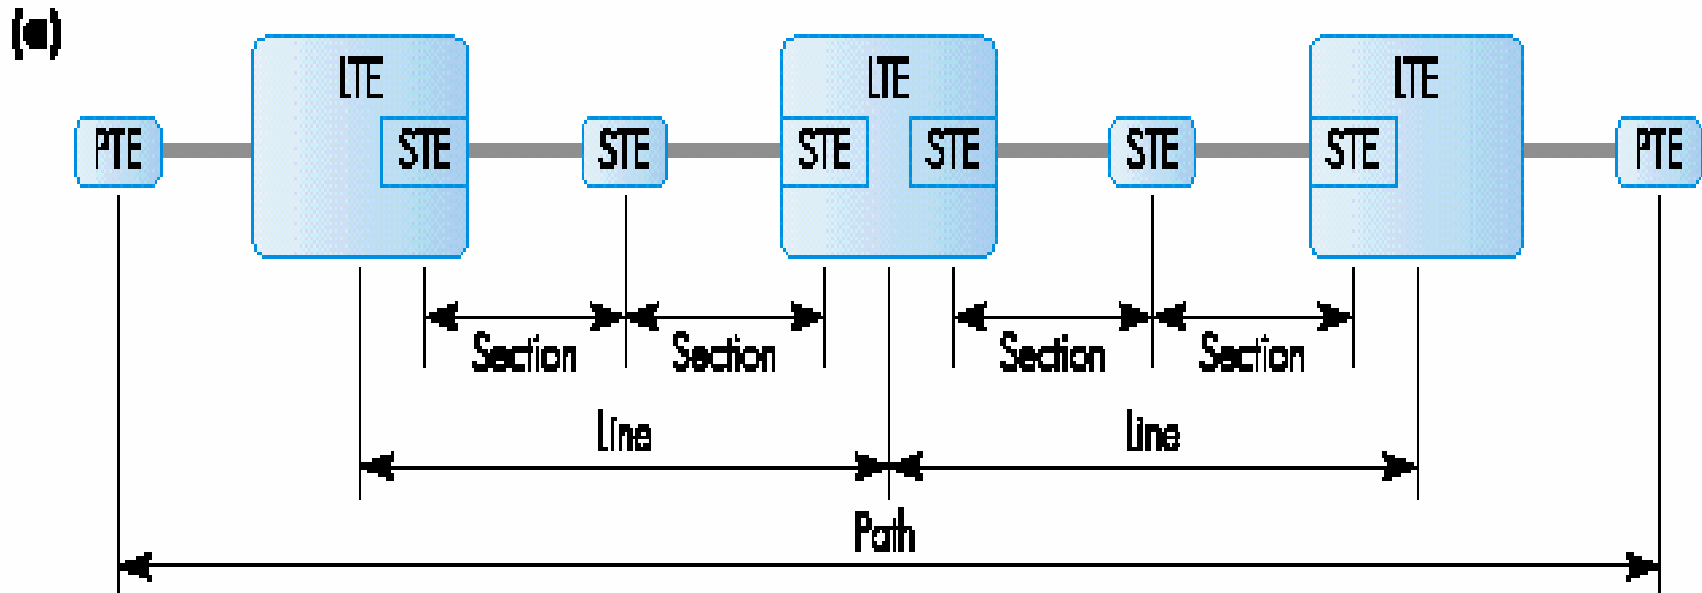 (a)
LTE LTE LTE
PTE STE STE STE STE STE STE PTE
Section Section Section Section
Line Line
Path